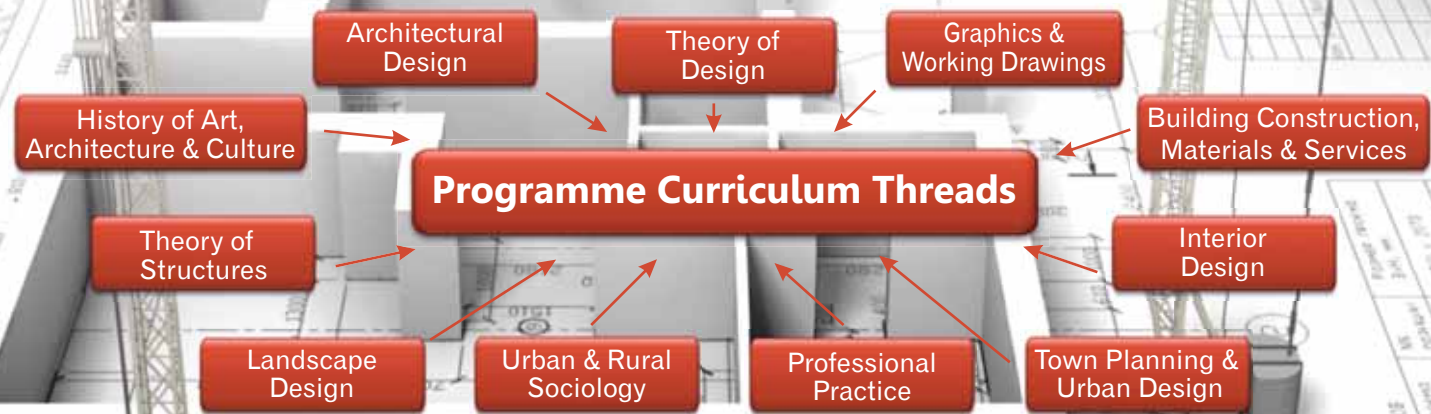 Architectural
Design
Theory of
Design
Graphics &
Working Drawings
History of Art,
Architecture & Culture
Building Construction,
Materials & Services
Programme Curriculum Threads
Theory of
Structures
Interior
Design
Landscape
Design
Urban & Rural
Sociology
Professional
Practice
Town Planning &
Urban Design
1510